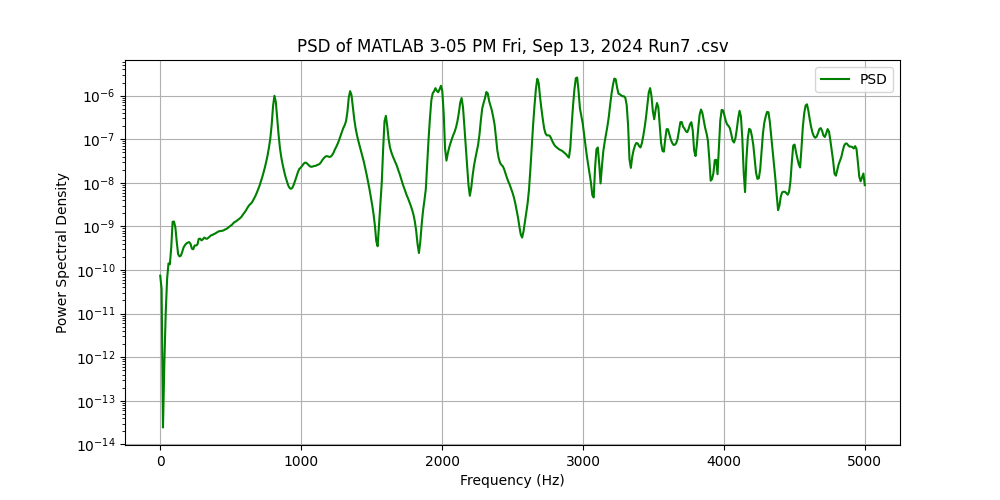 PSD of MATLAB 3-05 PM Fri, Sep 13, 2024 Run7 .csv
PSD
Power Spectral Density
10⁻⁶
10⁻⁷
10⁻⁸
10⁻⁹
10⁻¹⁰
10⁻¹¹
10⁻¹²
10⁻¹³
10⁻¹⁴
0 1000 2000 3000 4000 5000
Frequency (Hz)